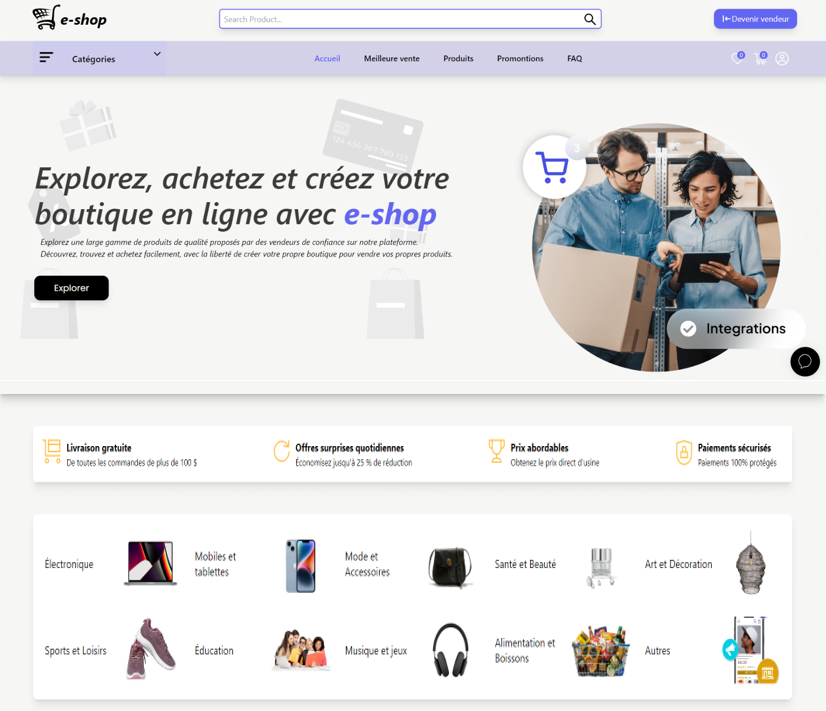 e-shop
Search Product...
Devenir vendeur
Catégories
Accueil
Meilleure vente
Produits
Promontions
FAQ
0
0
3
Explorez, achetez et créez votre
boutique en ligne avec e-shop
Explorez une large gamme de produits de qualité proposés par des vendeurs de confiance sur notre plateforme.
Découvrez, trouvez et achetez facilement, avec la liberté de créer votre propre boutique pour vendre vos propres produits.
Explorer
Integrations
Livraison gratuite
De toutes les commandes de plus de 100 $
Offres surprises quotidiennes
Économisez jusqu'à 25 % de réduction
Prix abordables
Obtenez le prix direct d'usine
Paiements sécurisés
Paiements 100% protégés
Électronique
Mobiles et
tablettes
Mode et
Accessoires
Santé et Beauté
Art et Décoration
Sports et Loisirs
Éducation
Musique et jeux
Alimentation et
Boissons
Autres